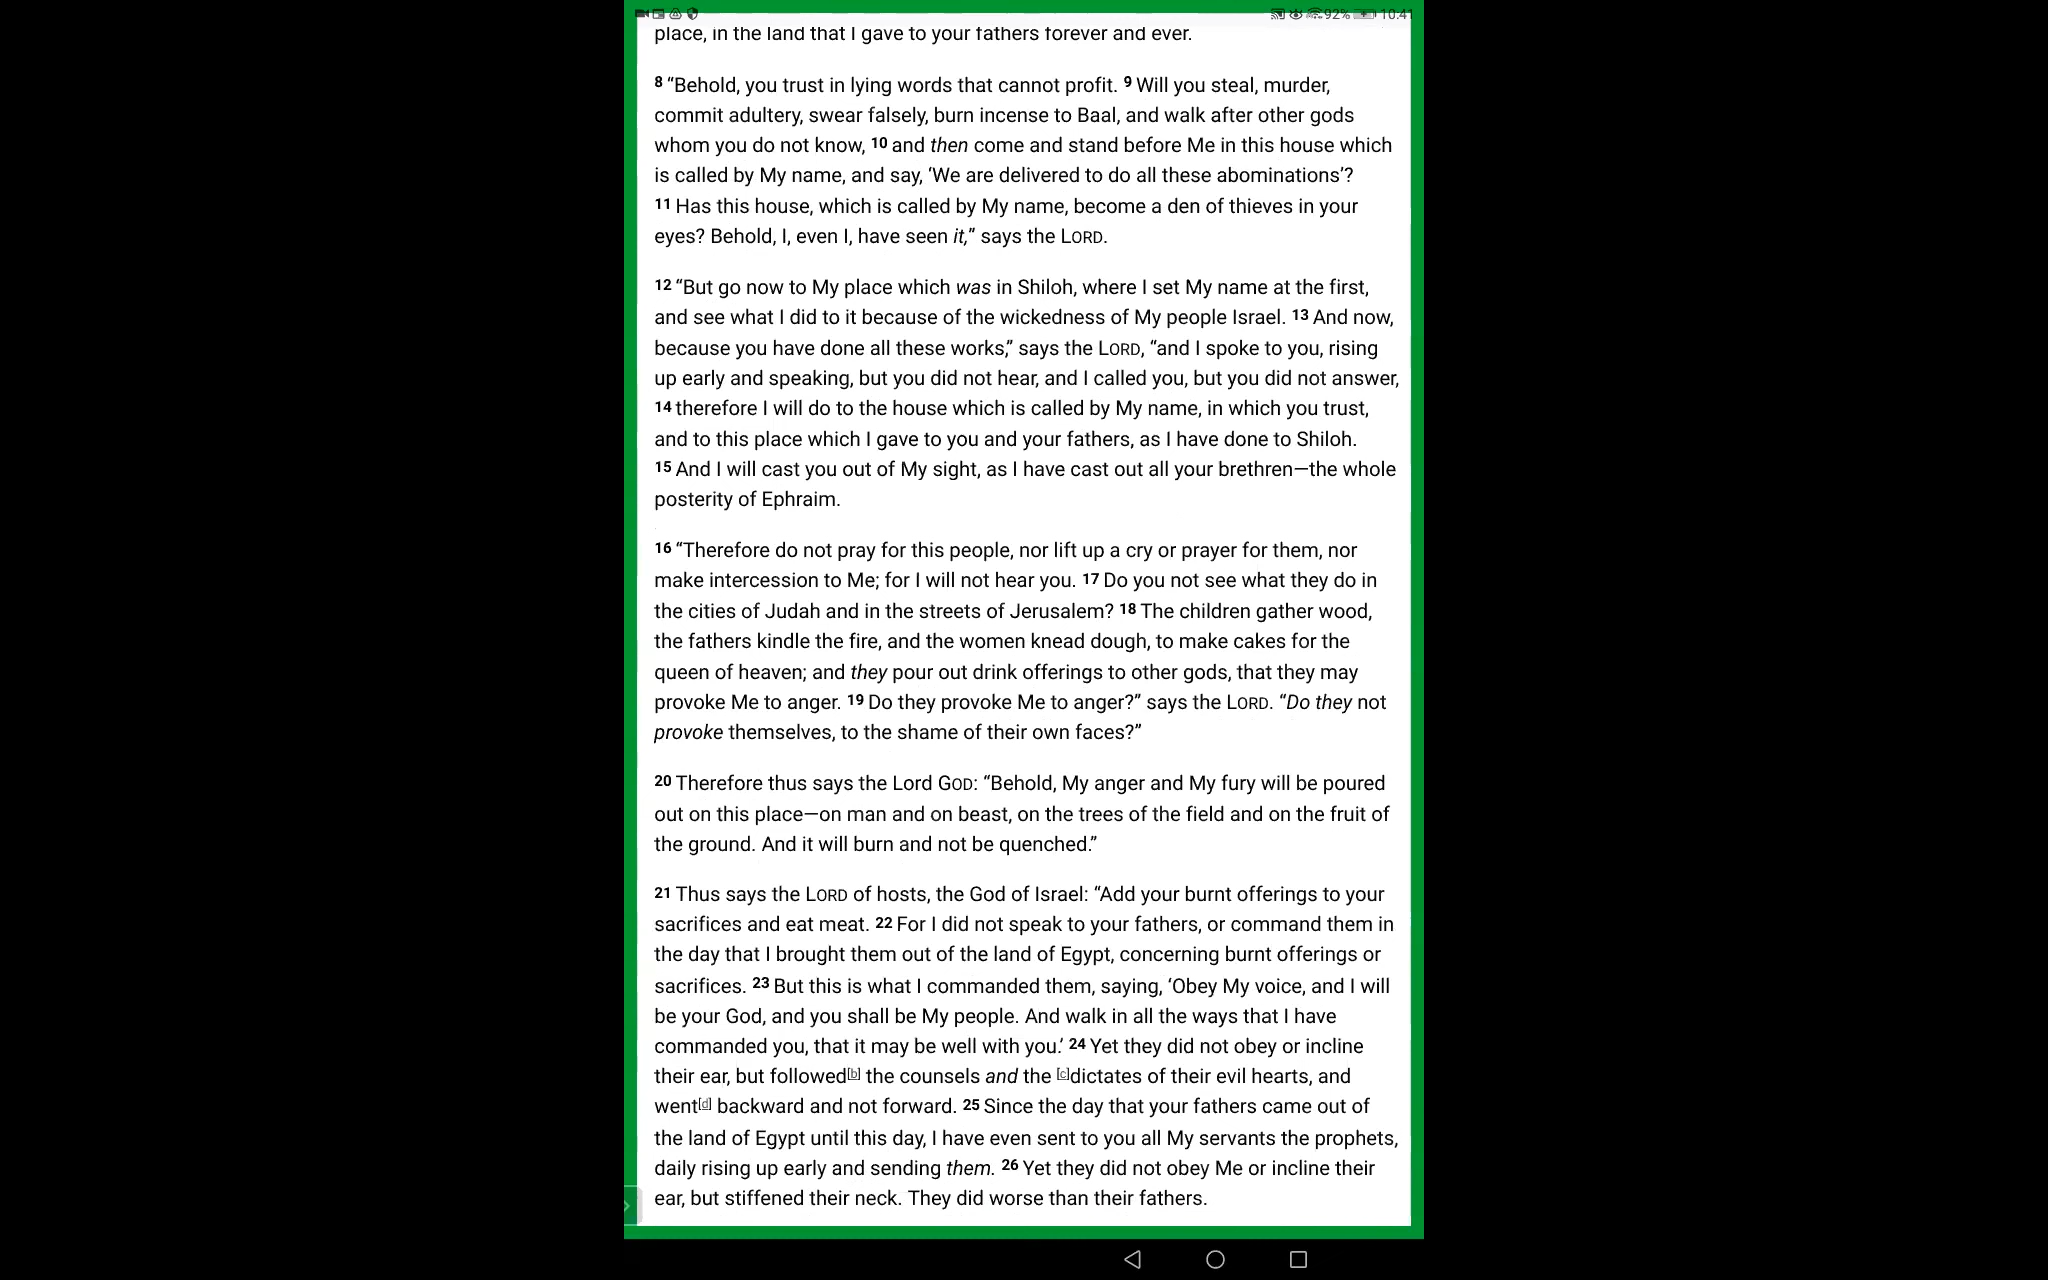 92% 10:41
place, in the land that I gave to your fathers forever and ever.
8 “Behold, you trust in lying words that cannot profit. 9 Will you steal, murder,
commit adultery, swear falsely, burn incense to Baal, and walk after other gods
whom you do not know, 10 and then come and stand before Me in this house which
is called by My name, and say, ‘We are delivered to do all these abominations’?
11 Has this house, which is called by My name, become a den of thieves in your
eyes? Behold, I, even I, have seen it,” says the LORD.
12 “But go now to My place which was in Shiloh, where I set My name at the first,
and see what I did to it because of the wickedness of My people Israel. 13 And now,
because you have done all these works,” says the LORD, “and I spoke to you, rising
up early and speaking, but you did not hear, and I called you, but you did not answer,
14 therefore I will do to the house which is called by My name, in which you trust,
and to this place which I gave to you and your fathers, as I have done to Shiloh.
15 And I will cast you out of My sight, as I have cast out all your brethren—the whole
posterity of Ephraim.
16 “Therefore do not pray for this people, nor lift up a cry or prayer for them, nor
make intercession to Me; for I will not hear you. 17 Do you not see what they do in
the cities of Judah and in the streets of Jerusalem? 18 The children gather wood,
the fathers kindle the fire, and the women knead dough, to make cakes for the
queen of heaven; and they pour out drink offerings to other gods, that they may
provoke Me to anger. 19 Do they provoke Me to anger?” says the LORD. “Do they not
provoke themselves, to the shame of their own faces?”
20 Therefore thus says the Lord GOD: “Behold, My anger and My fury will be poured
out on this place—on man and on beast, on the trees of the field and on the fruit of
the ground. And it will burn and not be quenched.”
21 Thus says the LORD of hosts, the God of Israel: “Add your burnt offerings to your
sacrifices and eat meat. 22 For I did not speak to your fathers, or command them in
the day that I brought them out of the land of Egypt, concerning burnt offerings or
sacrifices. 23 But this is what I commanded them, saying, ‘Obey My voice, and I will
be your God, and you shall be My people. And walk in all the ways that I have
commanded you, that it may be well with you.’ 24 Yet they did not obey or incline
their ear, but followed[b] the counsels and the [c]dictates of their evil hearts, and
went[d] backward and not forward. 25 Since the day that your fathers came out of
the land of Egypt until this day, I have even sent to you all My servants the prophets,
daily rising up early and sending them. 26 Yet they did not obey Me or incline their
ear, but stiffened their neck. They did worse than their fathers.